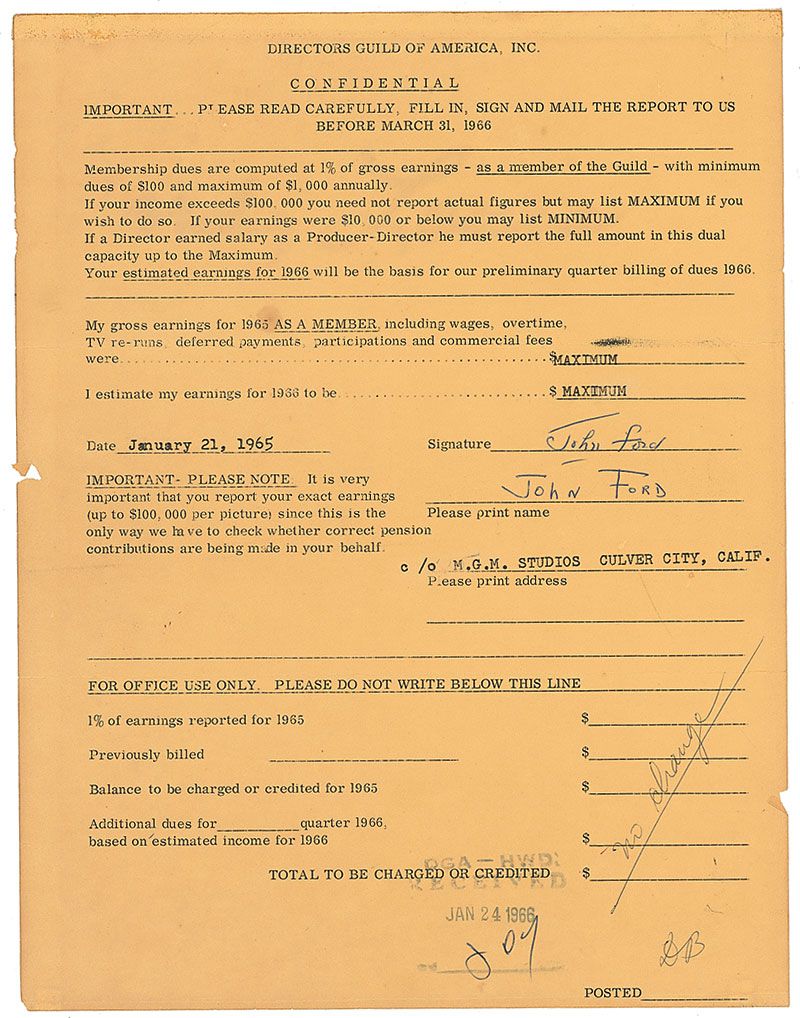 DIRECTORS GUILD OF AMERICA, INC.
CONFIDENTIAL
IMPORTANT... PLEASE READ CAREFULLY, FILL IN, SIGN AND MAIL THE REPORT TO US
BEFORE MARCH 31, 1966
Membership dues are computed at 1% of gross earnings - as a member of the Guild - with minimum
dues of $100 and maximum of $1,000 annually.
If your income exceeds $100,000 you need not report actual figures but may list MAXIMUM if you
wish to do so. If your earnings were $10,000 or below you may list MINIMUM.
If a Director earned salary as a Producer-Director he must report the full amount in this dual
capacity up to the Maximum.
Your estimated earnings for 1966 will be the basis for our preliminary quarter billing of dues 1966.
My gross earnings for 1965 AS A MEMBER, including wages, overtime,
TV re-runs, deferred payments, participations and commercial fees
were................................................$MAXIMUM
I estimate my earnings for 1966 to be..............................$ MAXIMUM
Date January 21, 1965
Signature John Ford
IMPORTANT- PLEASE NOTE. It is very
important that you report your exact earnings
(up to $100,000 per picture) since this is the
only way we have to check whether correct pension
contributions are being made in your behalf.
JOHN FORD
Please print name
c/o M.G.M. STUDIOS CULVER CITY, CALIF.
Please print address
FOR OFFICE USE ONLY. PLEASE DO NOT WRITE BELOW THIS LINE
1% of earnings reported for 1965 $
Previously billed $
Balance to be charged or credited for 1965 $
Additional dues for quarter 1966,
based on estimated income for 1966 $
no change
TOTAL TO BE CHARGED OR CREDITED $
DGA-HWD.
RECEIVED
JAN 24 1966
DB
POSTED